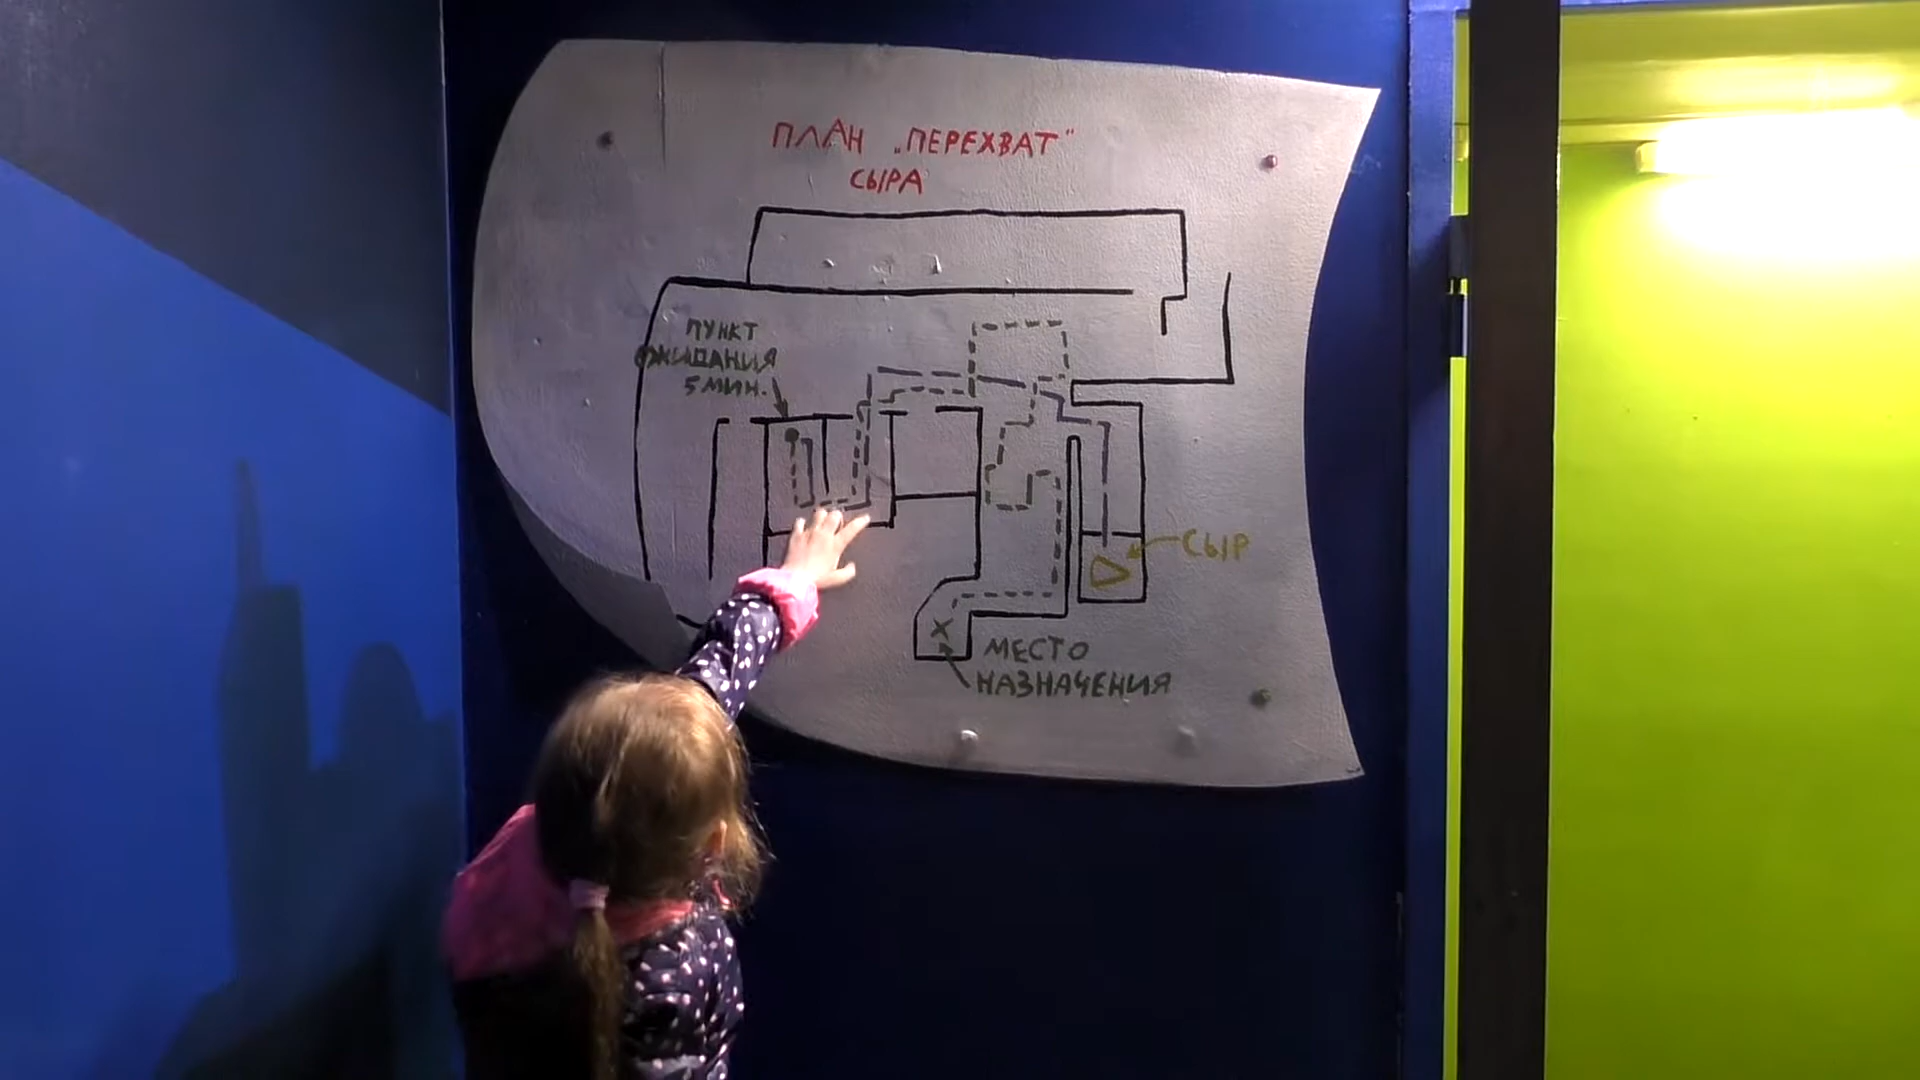 ПЛАН „ПЕРЕХВАТ"
СЫРА
ПУНКТ
ОЖИДАНИЯ
5 МИН.
СЫР
МЕСТО
НАЗНАЧЕНИЯ